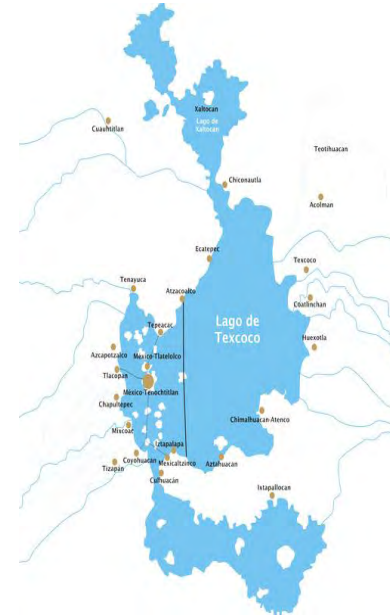 Xaltocan
Lago de
Xaltocan
Cuauhtitlan
Teotihuacan
Chiconautla
Acolman
Ecatepec
Texcoco
Tenayuca
Atzacoalco
Coatlinchan
Lago de
Texcoco
Tepeacac
Huexotla
Azcapotzalco
México-Tlatelolco
Tlacopan
México-Tenochtitlan
Chapultepec
Chimalhuacan-Atenco
Mixcoac
Iztapalapa
Coyohuacan
Mexicaltzinco
Aztahuacan
Tizapán
Culhuacán
Ixtapallocan